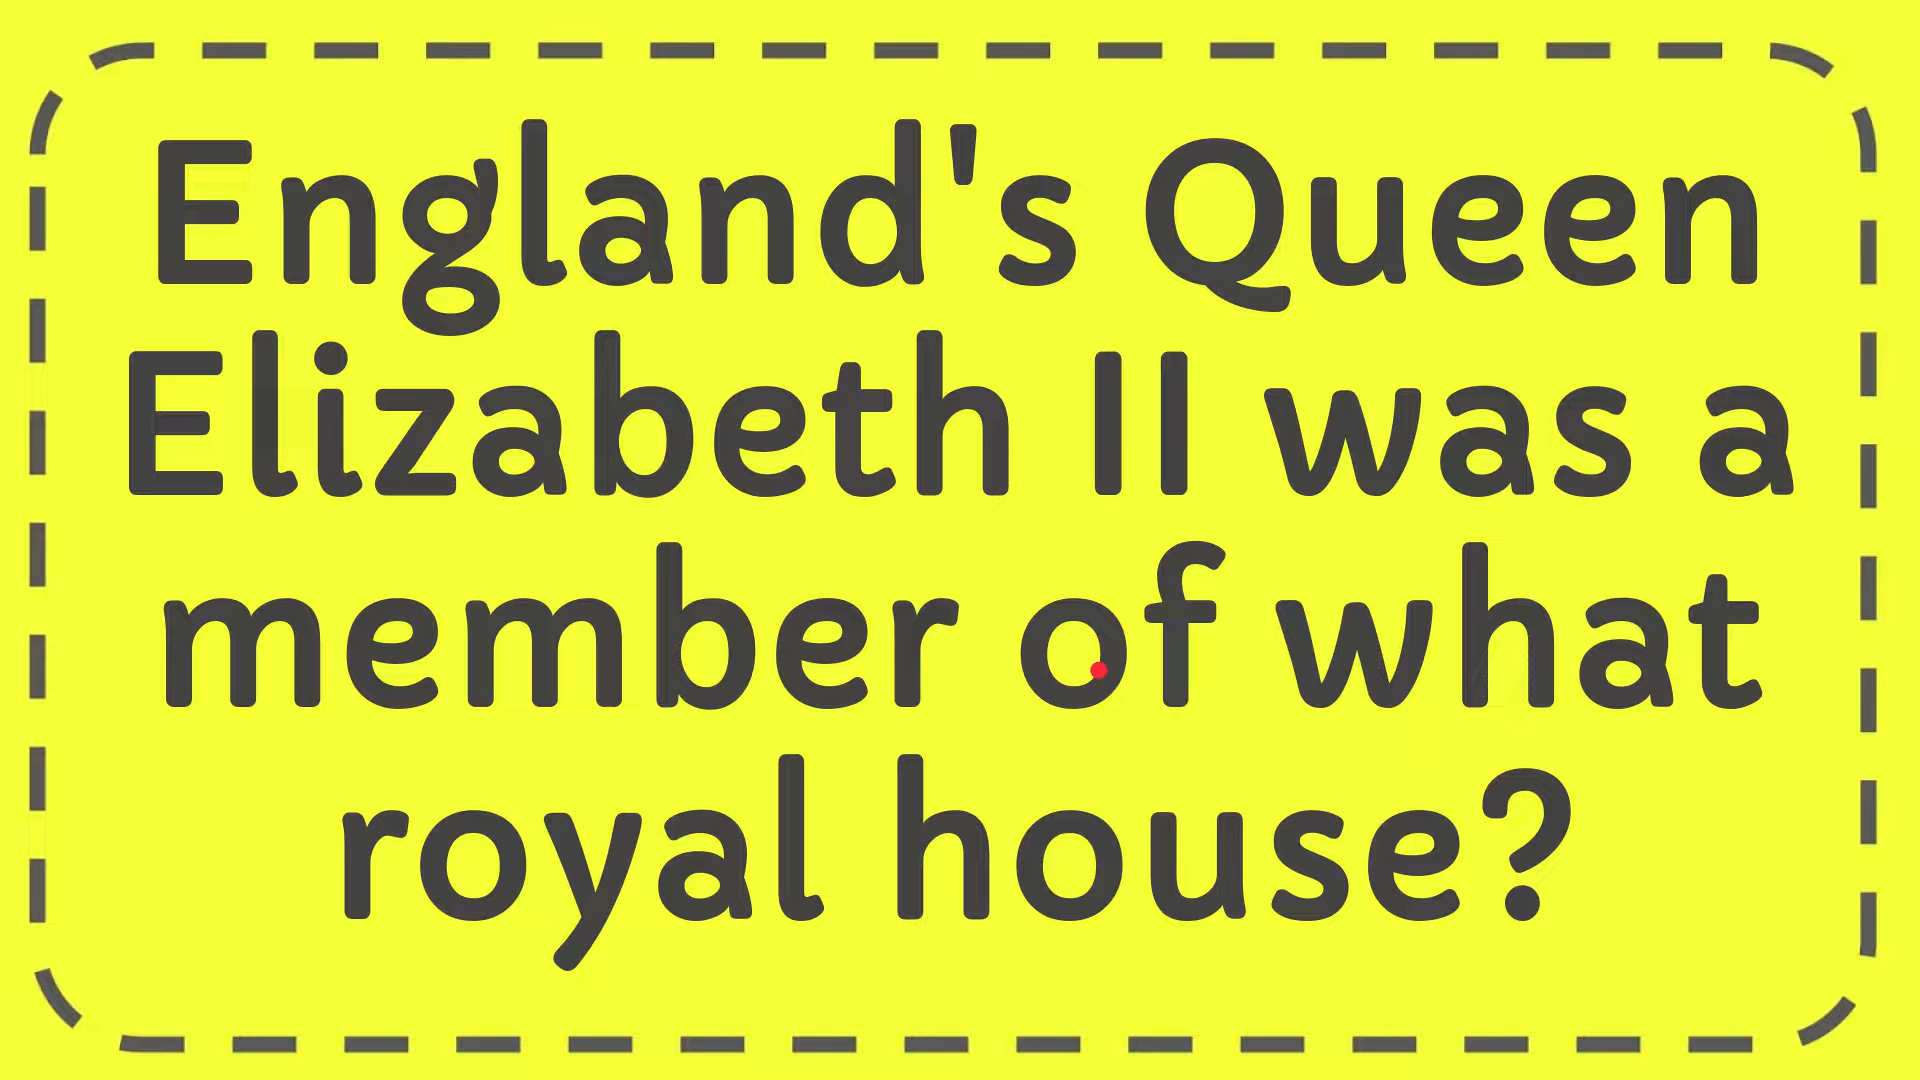 England's Queen
Elizabeth II was a
member of what
royal house?